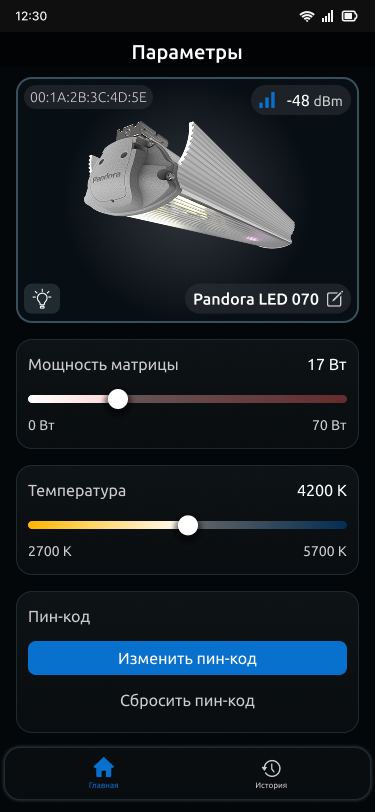 12:30
Параметры
00:1A:2B:3C:4D:5E
-48 dBm
Pandora
Pandora LED 070
Мощность матрицы
17 Вт
0 Вт
70 Вт
Температура
4200 K
2700 K
5700 K
Пин-код
Изменить пин-код
Сбросить пин-код
Главная
История